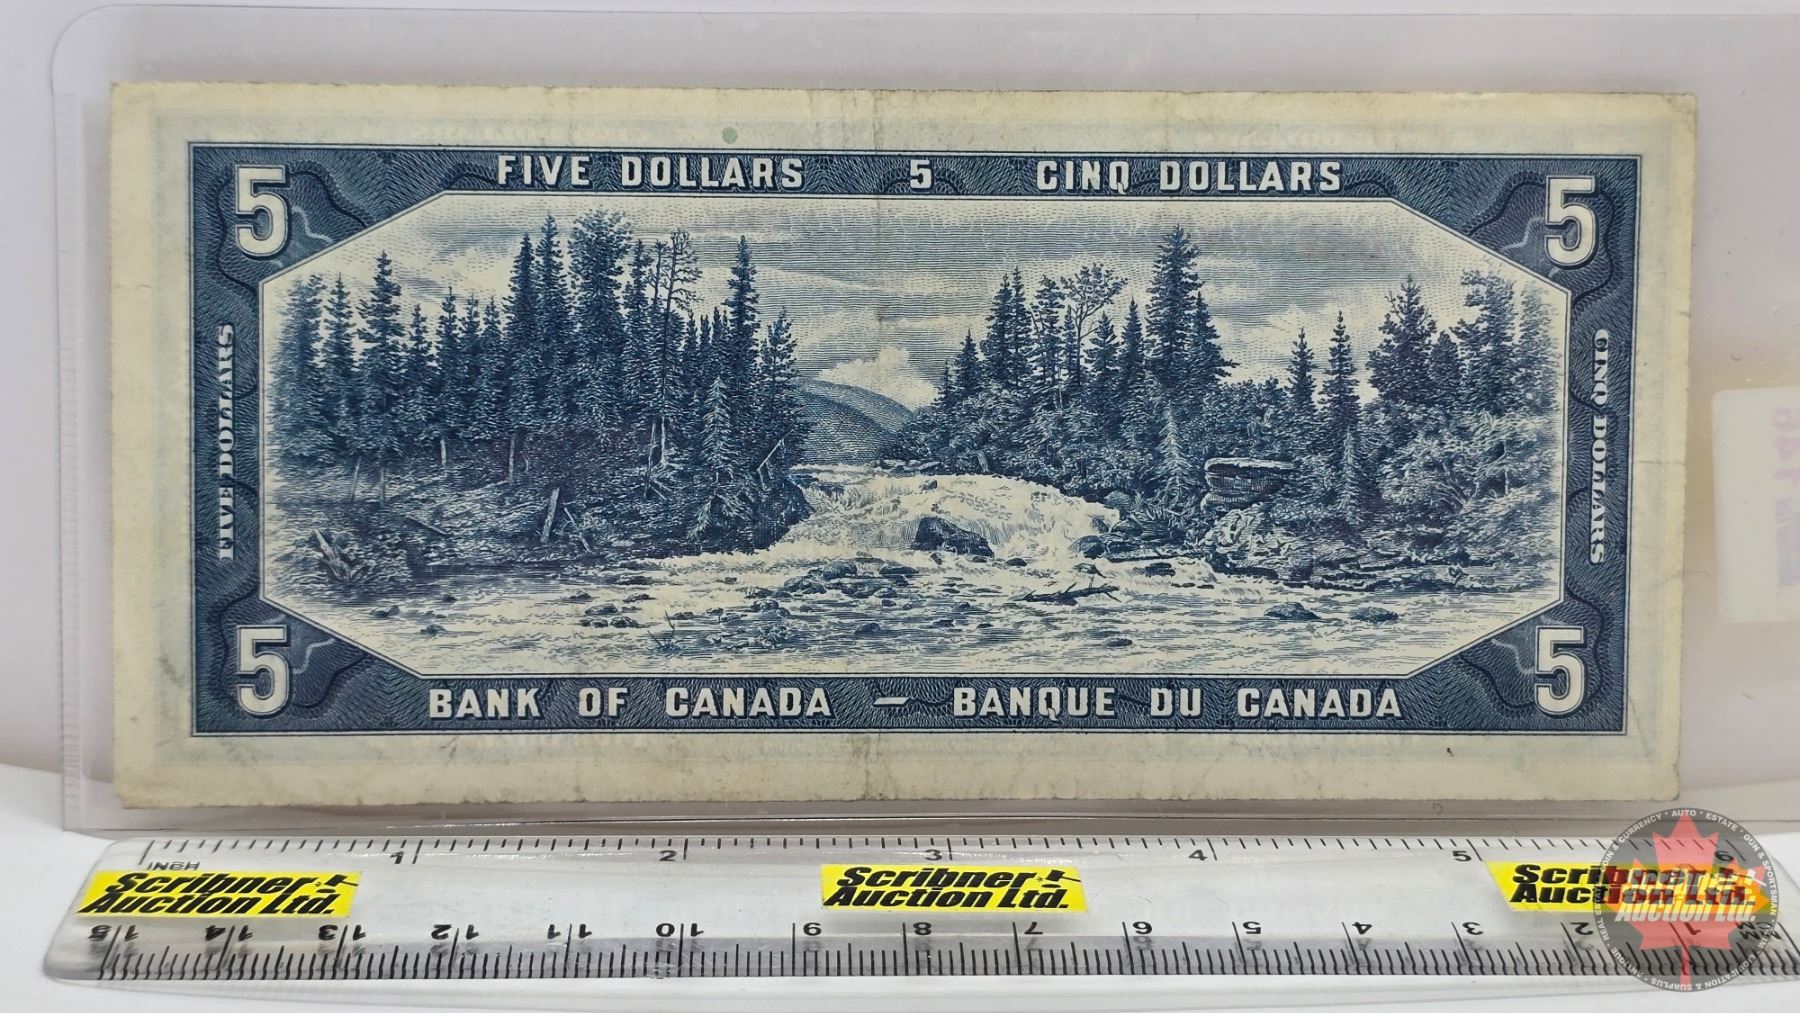 FIVE DOLLARS 5 CINQ DOLLARS
5 5
FIVE DOLLARS
CINQ DOLLARS
5 5
BANK OF CANADA – BANQUE DU CANADA
INCH 1 2 3 4 5 6
Scribner
Auction Ltd.
Scribner
Auction Ltd.
Scribner
Auction Ltd.
15 14 13 12 11 10 9 8 7 6 5 4 3 2 1